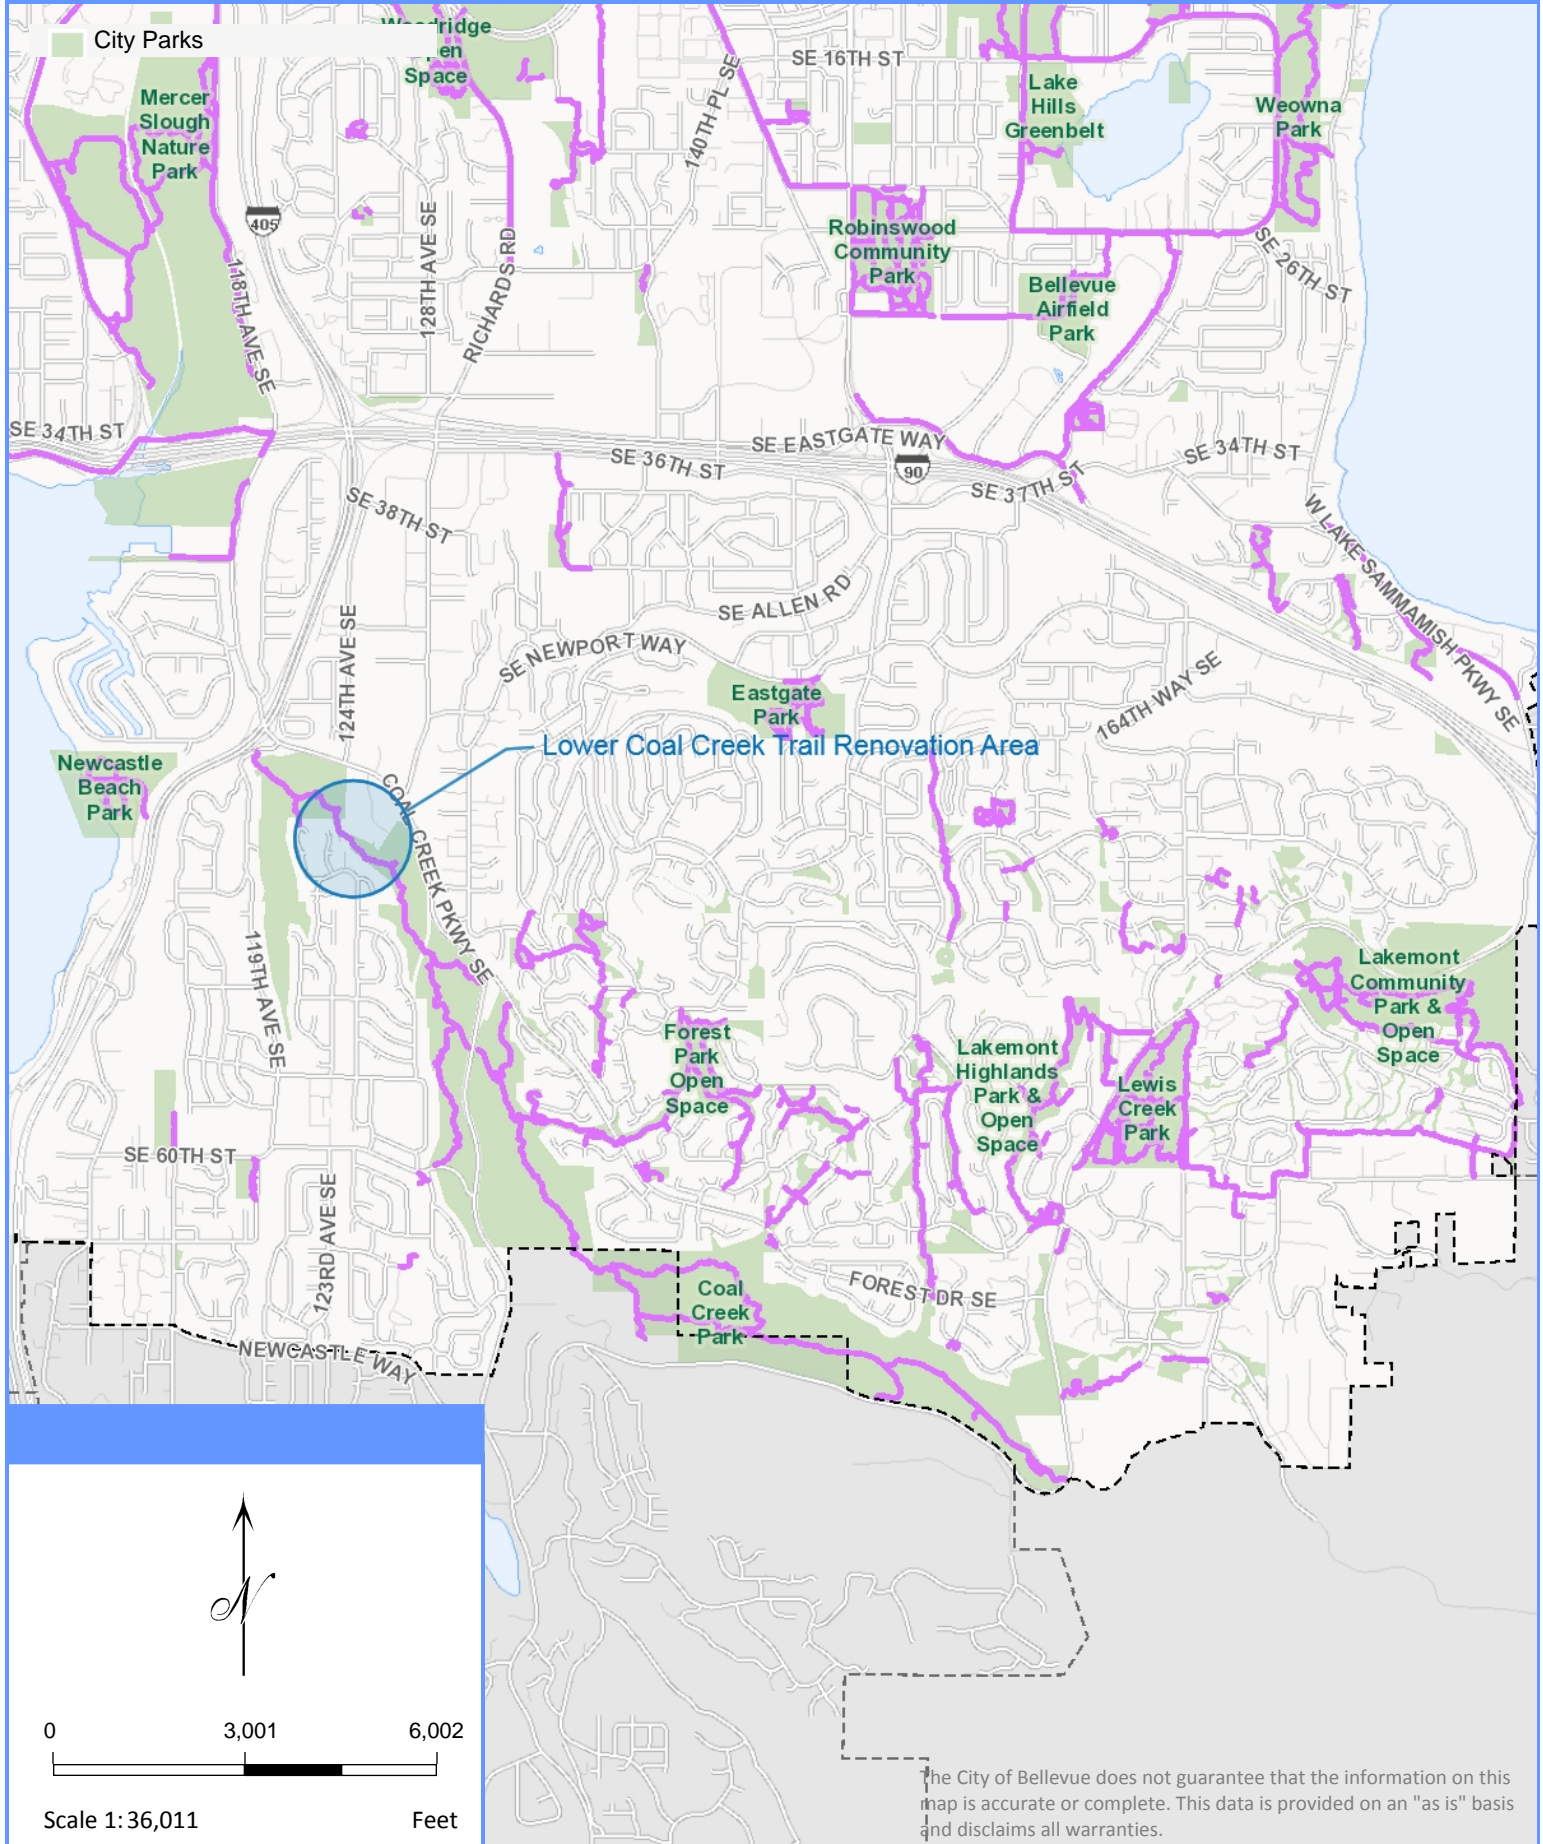 City Parks
Woodridge
Open
Space
SE 16TH ST
140TH PL SE
Mercer
Slough
Nature
Park
Lake
Hills
Greenbelt
Weowna
Park
405
118TH AVE SE
128TH AVE SE
RICHARDS RD
Robinswood
Community
Park
SE 26TH ST
Bellevue
Airfield
Park
SE 34TH ST
SE EASTGATE WAY
SE 36TH ST
90
SE 37TH ST
SE 34TH ST
SE 38TH ST
W LAKE SAMMAMISH PKWY SE
SE ALLEN RD
124TH AVE SE
SE NEWPORT WAY
164TH WAY SE
Eastgate
Park
Lower Coal Creek Trail Renovation Area
Newcastle
Beach
Park
COAL CREEK PKWY SE
119TH AVE SE
Lakemont
Community
Park &
Open
Space
Forest
Park
Open
Space
Lakemont
Highlands
Park &
Open
Space
Lewis
Creek
Park
SE 60TH ST
123RD AVE SE
FOREST DR SE
Coal
Creek
Park
NEWCASTLE WAY
N
0 3,001 6,002
Scale 1: 36,011 Feet
The City of Bellevue does not guarantee that the information on this
map is accurate or complete. This data is provided on an "as is" basis
and disclaims all warranties.